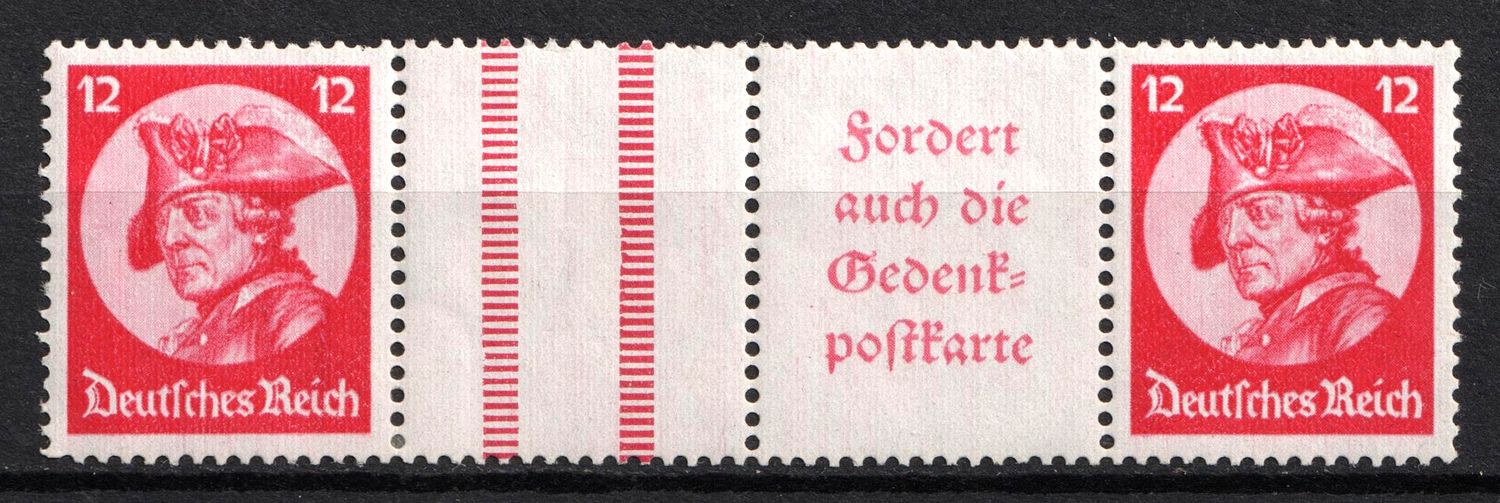 12 12
Deutſches Reich
Fordert
auch die
Gedenk=
poſtkarte
12 12
Deutſches Reich